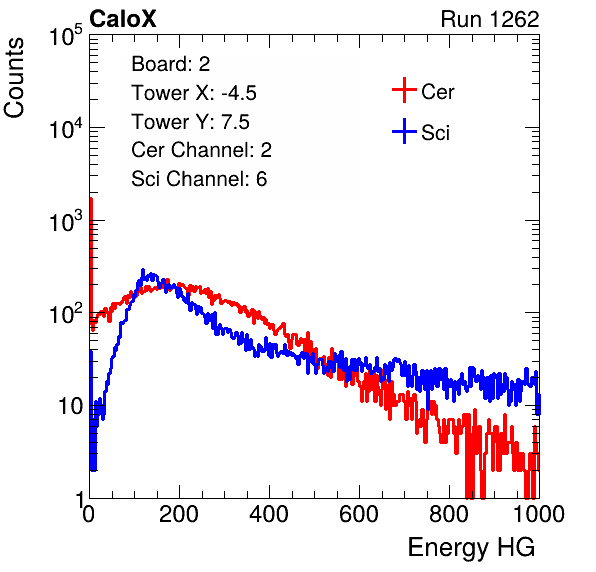 CaloX Run 1262
Counts
10^5
10^4
10^3
10^2
10
1
Board: 2
Tower X: -4.5
Tower Y: 7.5
Cer Channel: 2
Sci Channel: 6
Cer
Sci
0 200 400 600 800 1000
Energy HG